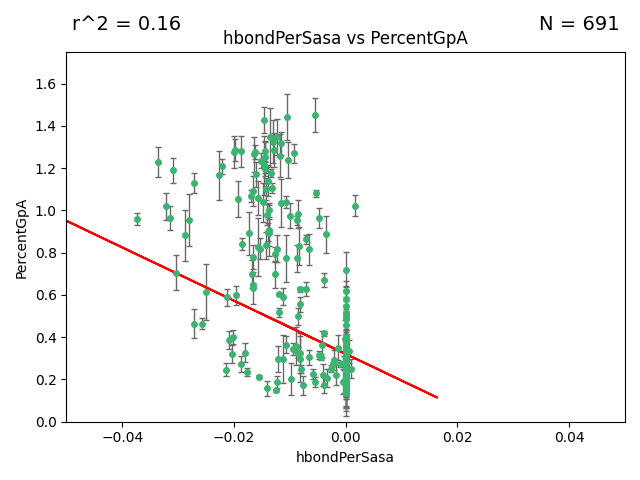 r^2 = 0.16
N = 691
hbondPerSasa vs PercentGpA
PercentGpA
1.6
1.4
1.2
1.0
0.8
0.6
0.4
0.2
0.0
−0.04
−0.02
0.00
0.02
0.04
hbondPerSasa